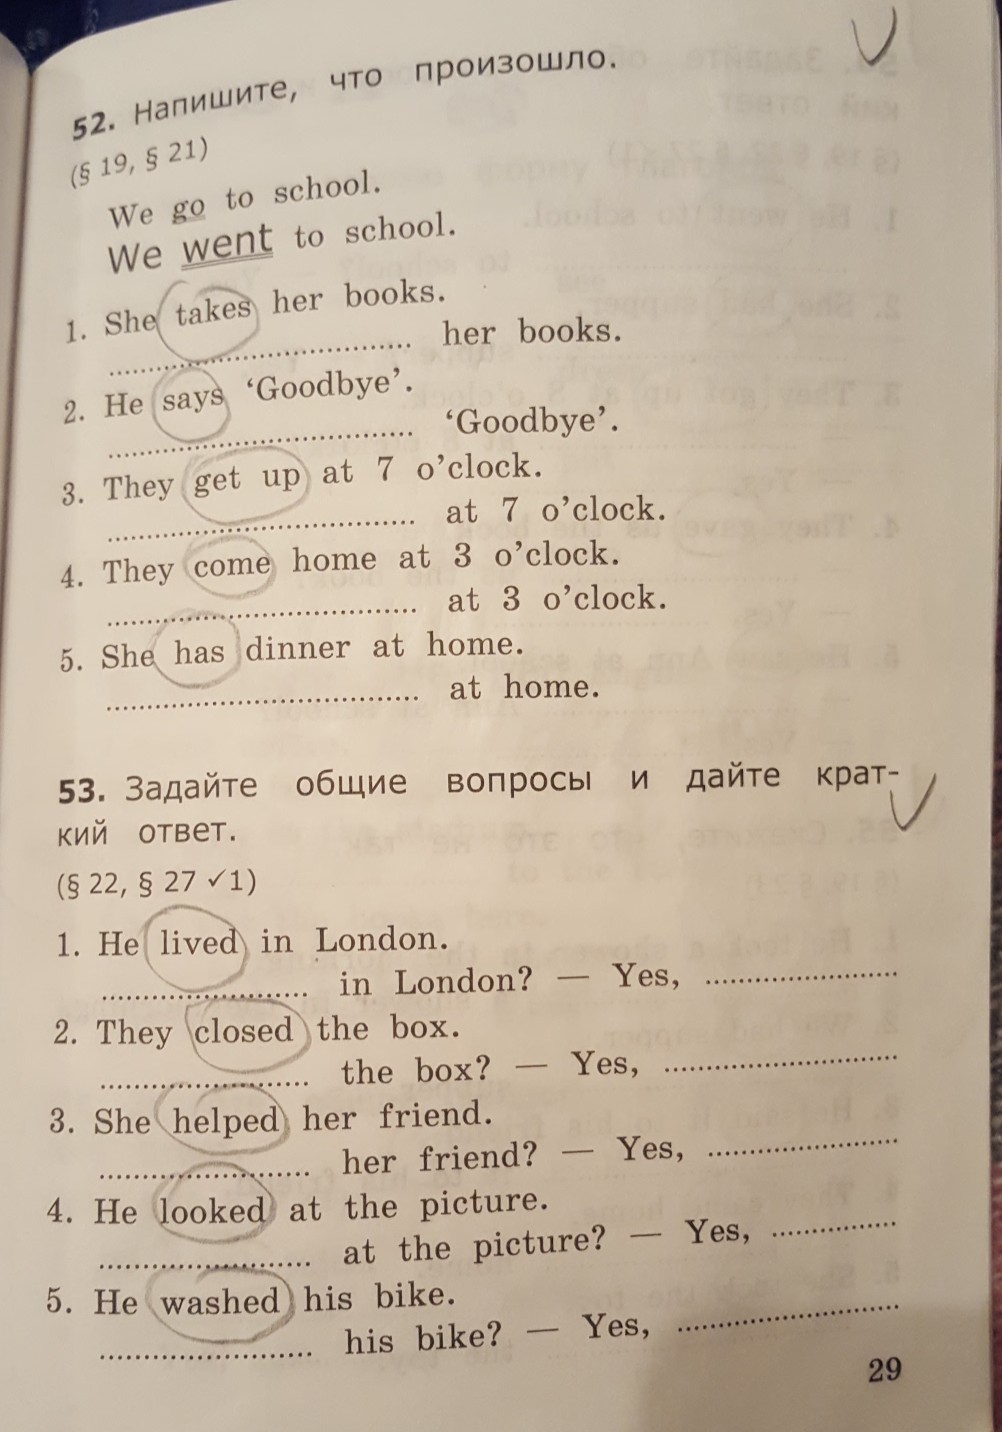 52. Напишите, что произошло.
(§ 19, § 21)
We go to school.
We went to school.
1. She takes her books.
........................................ her books.
2. He says ‘Goodbye’.
........................................ ‘Goodbye’.
3. They get up at 7 o’clock.
........................................ at 7 o’clock.
4. They come home at 3 o’clock.
........................................ at 3 o’clock.
5. She has dinner at home.
........................................ at home.
53. Задайте общие вопросы и дайте крат-
кий ответ.
(§ 22, § 27 ✓1)
1. He lived in London.
........................... in London? — Yes, ........................
2. They closed the box.
........................... the box? — Yes, .............................
3. She helped her friend.
........................... her friend? — Yes, ........................
4. He looked at the picture.
........................... at the picture? — Yes, ................
5. He washed his bike.
........................... his bike? — Yes, ............................
29